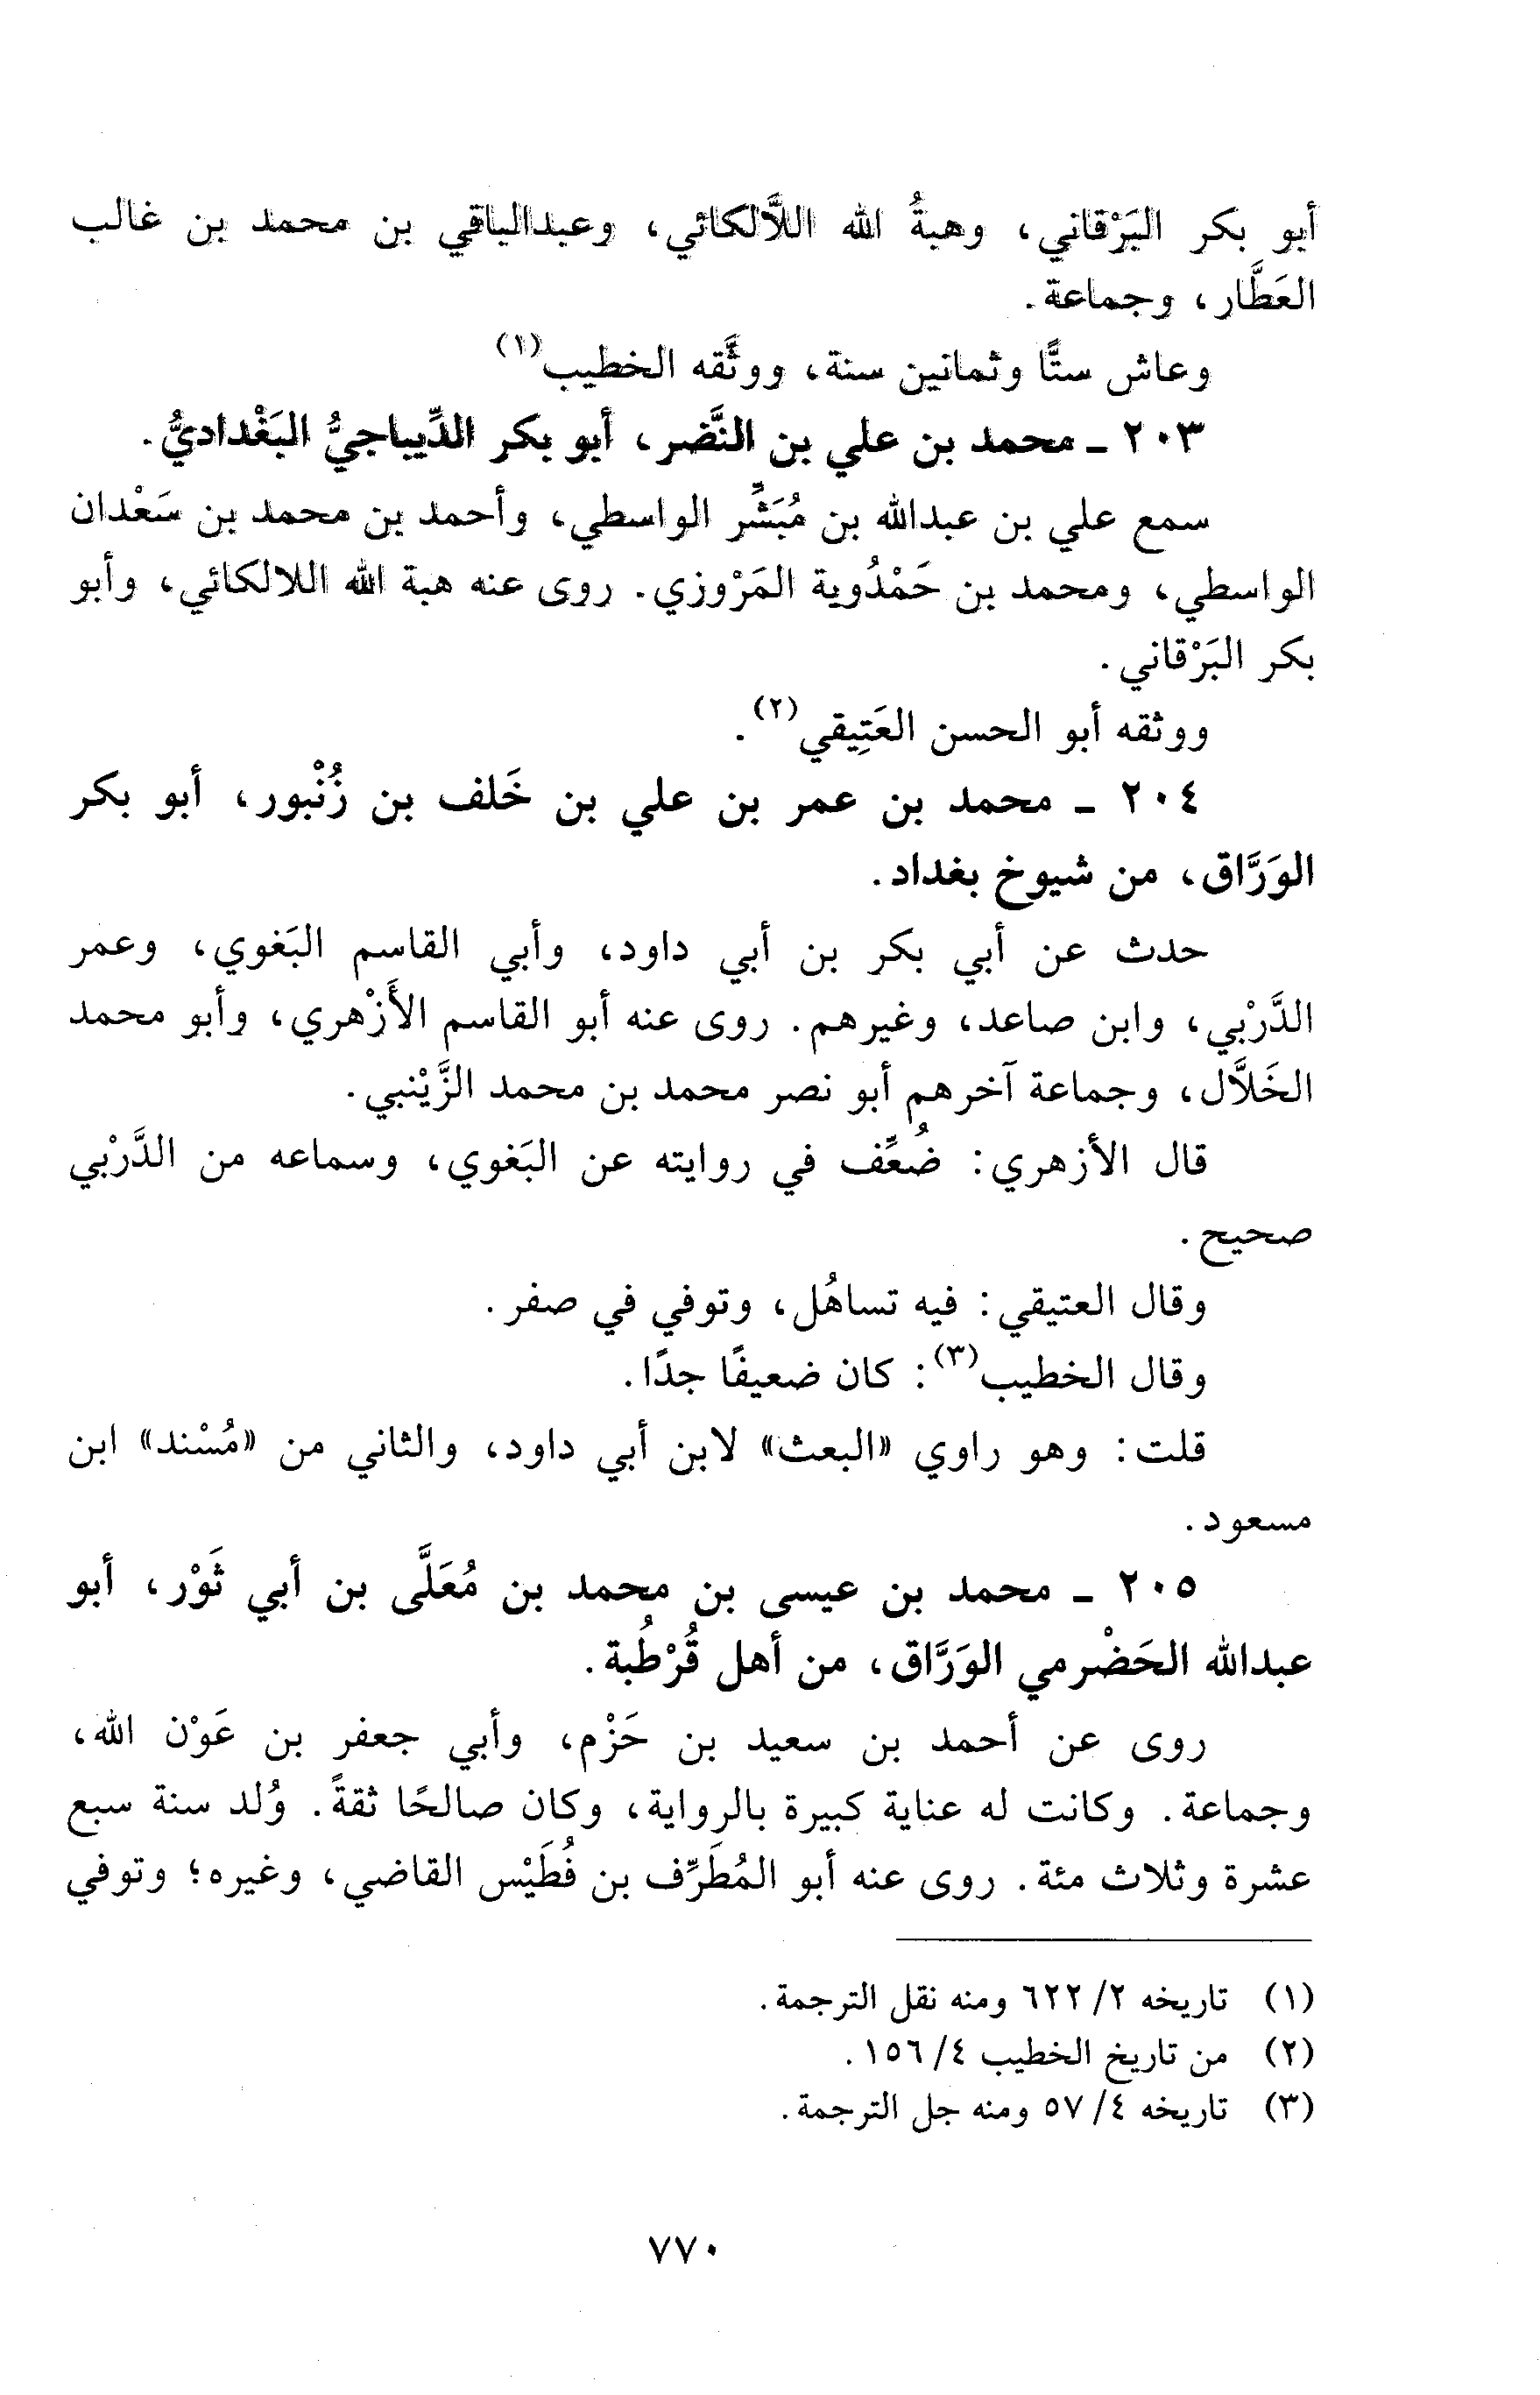 أبو بكر البَرْقاني، وهبةُ الله اللَّالكائي، وعبدالباقي بن محمد بن غالب
العَطَّار، وجماعة.
وعاش ستًّا وثمانين سنة، ووثَّقه الخطيب(١)
٢٠٣ ـ محمد بن علي بن النَّضر، أبو بكر الدِّيباجيُّ البَغْداديُّ.
سمع علي بن عبدالله بن مُبَشِّر الواسطي، وأحمد بن محمد بن سَعْدان
الواسطي، ومحمد بن حَمْدُوية المَرْوزي. روى عنه هبة الله اللالكائي، وأبو
بكر البَرْقاني.
ووثقه أبو الحسن العَتِيقي(٢).
٢٠٤ ـ محمد بن عمر بن علي بن خَلف بن زُنْبور، أبو بكر
الوَرَّاق، من شيوخ بغداد.
حدث عن أبي بكر بن أبي داود، وأبي القاسم البَغوي، وعمر
الدَّرْبي، وابن صاعد، وغيرهم. روى عنه أبو القاسم الأَزْهري، وأبو محمد
الخَلَّال، وجماعة آخرهم أبو نصر محمد بن محمد الزَّيْنبي.
قال الأزهري: ضُعِّف في روايته عن البَغوي، وسماعه من الدَّرْبي
صحيح.
وقال العتيقي: فيه تساهُل، وتوفي في صفر.
وقال الخطيب(٣): كان ضعيفًا جدًا.
قلت: وهو راوي «البعث» لابن أبي داود، والثاني من «مُسْند» ابن
مسعود.
٢٠٥ ـ محمد بن عيسى بن محمد بن مُعَلَّى بن أبي ثَوْر، أبو
عبدالله الحَضْرمي الوَرَّاق، من أهل قُرْطُبة.
روى عن أحمد بن سعيد بن حَزْم، وأبي جعفر بن عَوْن الله،
وجماعة. وكانت له عناية كبيرة بالرواية، وكان صالحًا ثقةً. وُلد سنة سبع
عشرة وثلاث مئة. روى عنه أبو المُطَرِّف بن فُطَيْس القاضي، وغيره؛ وتوفي
(١) تاريخه ٢/ ٦٢٢ ومنه نقل الترجمة.
(٢) من تاريخ الخطيب ٤/ ١٥٦.
(٣) تاريخه ٤/ ٥٧ ومنه جل الترجمة.
٧٧٠